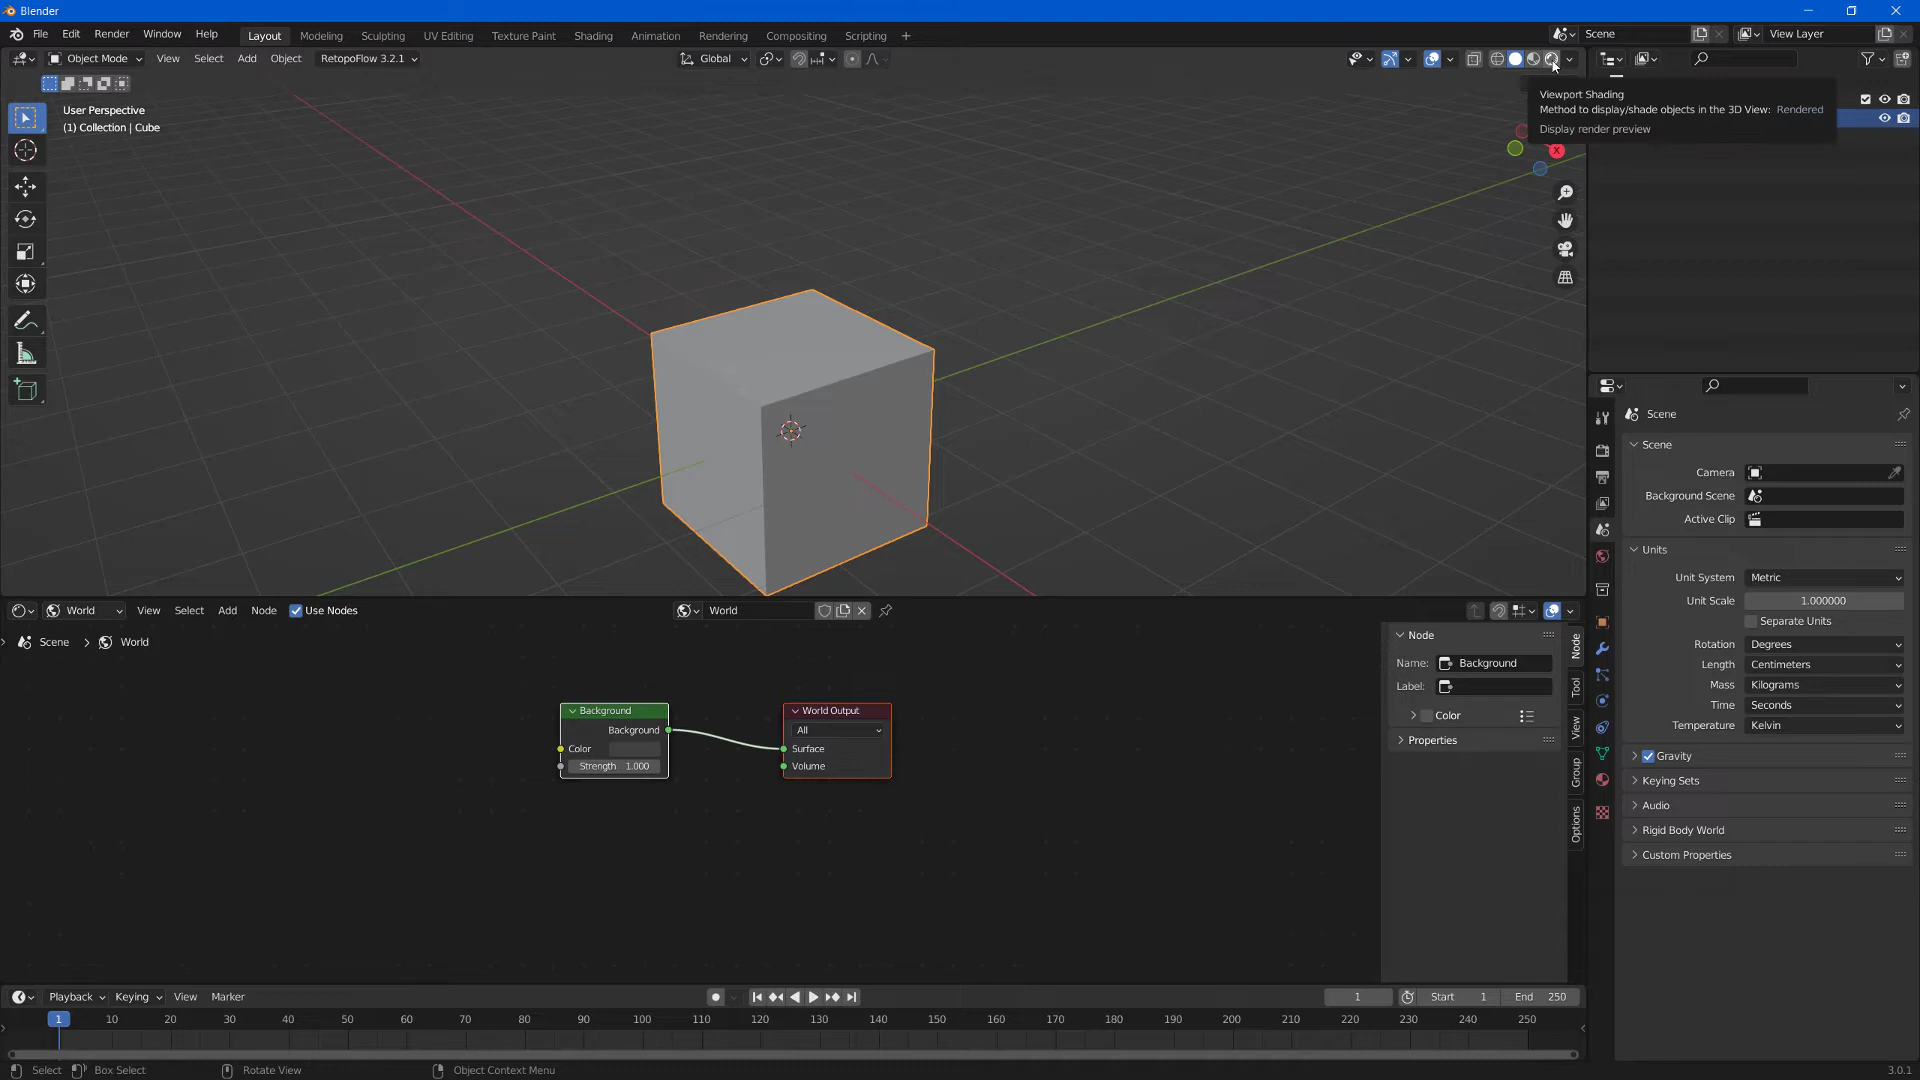 Blender
File Edit Render Window Help Layout Modeling Sculpting UV Editing Texture Paint Shading Animation Rendering Compositing Scripting + Scene View Layer
Object Mode View Select Add Object RetopoFlow 3.2.1 Global
User Perspective
(1) Collection | Cube
Viewport Shading
Method to display/shade objects in the 3D View: Rendered
Display render preview
X
Scene
Scene
Camera
Background Scene
Active Clip
Units
Unit System Metric
Unit Scale 1.000000
Separate Units
Rotation Degrees
Length Centimeters
Mass Kilograms
Time Seconds
Temperature Kelvin
Gravity
Keying Sets
Audio
Rigid Body World
Custom Properties
World View Select Add Node Use Nodes World
Scene > World
Background
Background
Color
Strength 1.000
World Output
All
Surface
Volume
Node
Name: Background
Label:
Color
Properties
Node
Tool
View
Group
Options
Playback Keying View Marker 1 Start 1 End 250
1 10 20 30 40 50 60 70 80 90 100 110 120 130 140 150 160 170 180 190 200 210 220 230 240 250
Select Box Select Rotate View Object Context Menu 3.0.1